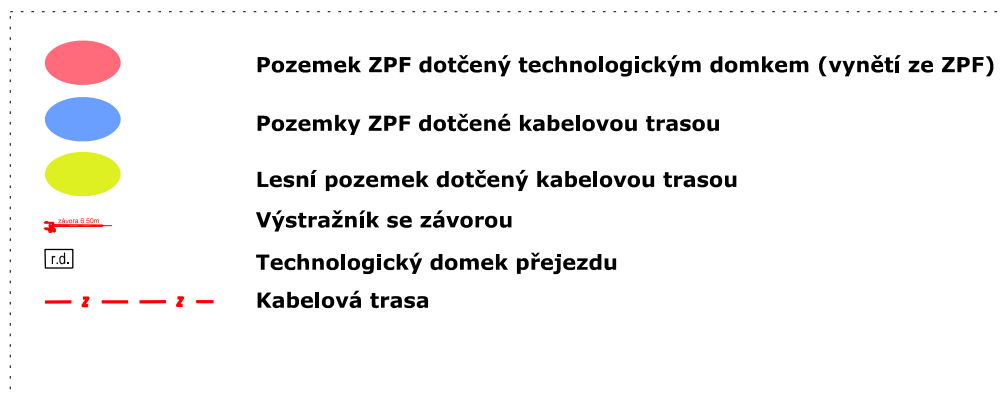 Pozemek ZPF dotčený technologickým domkem (vynětí ze ZPF)
Pozemky ZPF dotčené kabelovou trasou
Lesní pozemek dotčený kabelovou trasou
závora 6.50m Výstražník se závorou
r.d. Technologický domek přejezdu
z z Kabelová trasa